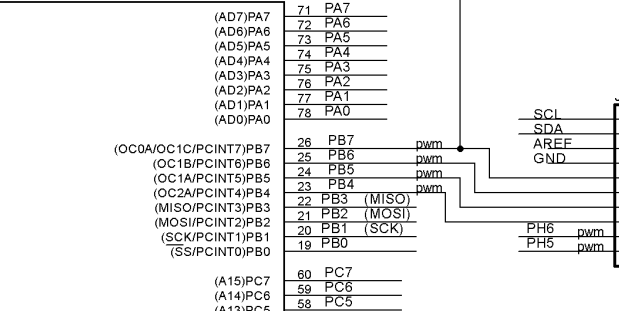 (AD7)PA7 71 PA7
(AD6)PA6 72 PA6
(AD5)PA5 73 PA5
(AD4)PA4 74 PA4
(AD3)PA3 75 PA3
(AD2)PA2 76 PA2
(AD1)PA1 77 PA1
(AD0)PA0 78 PA0
SCL
SDA
(OC0A/OC1C/PCINT7)PB7 26 PB7 pwm AREF
(OC1B/PCINT6)PB6 25 PB6 pwm GND
(OC1A/PCINT5)PB5 24 PB5 pwm
(OC2A/PCINT4)PB4 23 PB4 pwm
(MISO/PCINT3)PB3 22 PB3 (MISO)
(MOSI/PCINT2)PB2 21 PB2 (MOSI)
(SCK/PCINT1)PB1 20 PB1 (SCK) PH6 pwm
(SS/PCINT0)PB0 19 PB0 PH5 pwm
(A15)PC7 60 PC7
(A14)PC6 59 PC6
(A13)PC5 58 PC5